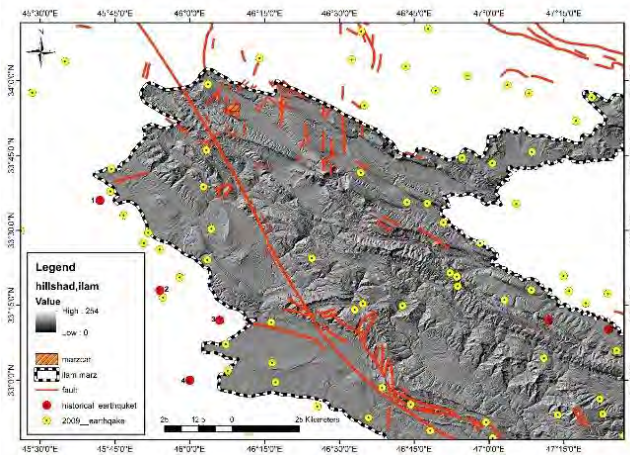 45°30'0"E 45°45'0"E 46°0'0"E 46°15'0"E 46°30'0"E 46°45'0"E 47°0'0"E 47°15'0"E
34°0'0"N
33°45'0"N
33°30'0"N
33°15'0"N
33°0'0"N
1
2
3
4
Legend
hillshad,ilam
Value
High : 254
Low : 0
marzcat
ilam marz
fault
historical earthquket
2009__earthqake
25 12.5 0 25 Kilometers
45°30'0"E 45°45'0"E 46°0'0"E 46°15'0"E 46°30'0"E 46°45'0"E 47°0'0"E 47°15'0"E